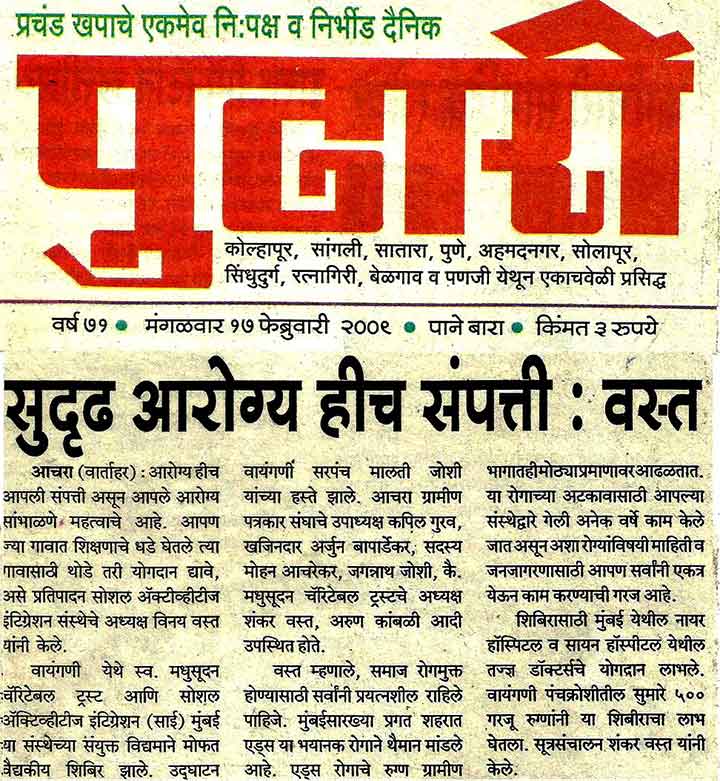 प्रचंड खपाचे एकमेव नि:पक्ष व निर्भीड दैनिक
पुढारी
कोल्हापूर, सांगली, सातारा, पुणे, अहमदनगर, सोलापूर,
सिंधुदुर्ग, रत्नागिरी, बेळगाव व पणजी येथून एकाचवेळी प्रसिद्ध
वर्ष ७१ • मंगळवार १७ फेब्रुवारी २००९ • पाने बारा • किंमत ३ रुपये
सुदृढ आरोग्य हीच संपत्ती : वस्त
आचरा (वार्ताहर) : आरोग्य हीच
आपली संपत्ती असून आपले आरोग्य
सांभाळणे महत्वाचे आहे. आपण
ज्या गावात शिक्षणाचे धडे घेतले त्या
गावासाठी थोडे तरी योगदान द्यावे,
असे प्रतिपादन सोशल ॲक्टीव्हीटीज
इंटिग्रेशन संस्थेचे अध्यक्ष विनय वस्त
यांनी केले.
वायंगणी येथे स्व. मधुसूदन
चॅरिटेबल ट्रस्ट आणि सोशल
ॲक्टिव्हीटीज इंटिग्रेशन (साई) मुंबई
या संस्थेच्या संयुक्त विद्यमाने मोफत
वैद्यकीय शिबिर झाले. उद्घाटन
वायंगणी सरपंच मालती जोशी
यांच्या हस्ते झाले. आचरा ग्रामीण
पत्रकार संघाचे उपाध्यक्ष कपिल गुरव,
खजिनदार अर्जुन बापार्डेकर, सदस्य
मोहन आचरेकर, जगन्नाथ जोशी, कै.
मधुसूदन चॅरिटेबल ट्रस्टचे अध्यक्ष
शंकर वस्त, अरुण कांबळी आदी
उपस्थित होते.
वस्त म्हणाले, समाज रोगमुक्त
होण्यासाठी सर्वांनी प्रयत्नशील राहिले
पाहिजे. मुंबईसारख्या प्रगत शहरात
एड्स या भयानक रोगाने थैमान मांडले
आहे. एड्स रोगाचे रुग्ण ग्रामीण
भागातही मोठ्या प्रमाणावर आढळतात.
या रोगाच्या अटकावासाठी आपल्या
संस्थेद्वारे गेली अनेक वर्षे काम केले
जात असून अशा रोग्यांविषयी माहिती व
जनजागरणासाठी आपण सर्वांनी एकत्र
येऊन काम करण्याची गरज आहे.
शिबिरासाठी मुंबई येथील नायर
हॉस्पिटल व सायन हॉस्पीटल येथील
तज्ज्ञ डॉक्टर्सचे योगदान लाभले.
वायंगणी पंचक्रोशीतील सुमारे ५००
गरजू रुग्णांनी या शिबीराचा लाभ
घेतला. सूत्रसंचालन शंकर वस्त यांनी
केले.